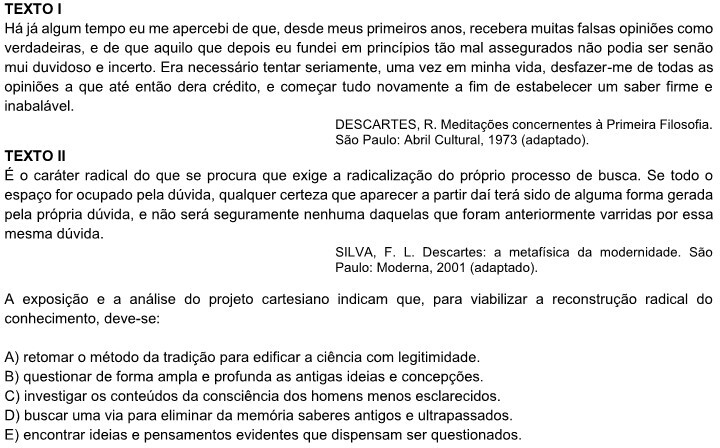 TEXTO I
Há já algum tempo eu me apercebi de que, desde meus primeiros anos, recebera muitas falsas opiniões como
verdadeiras, e de que aquilo que depois eu fundei em princípios tão mal assegurados não podia ser senão
mui duvidoso e incerto. Era necessário tentar seriamente, uma vez em minha vida, desfazer-me de todas as
opiniões a que até então dera crédito, e começar tudo novamente a fim de estabelecer um saber firme e
inabalável.
DESCARTES, R. Meditações concernentes à Primeira Filosofia.
São Paulo: Abril Cultural, 1973 (adaptado).
TEXTO II
É o caráter radical do que se procura que exige a radicalização do próprio processo de busca. Se todo o
espaço for ocupado pela dúvida, qualquer certeza que aparecer a partir daí terá sido de alguma forma gerada
pela própria dúvida, e não será seguramente nenhuma daquelas que foram anteriormente varridas por essa
mesma dúvida.
SILVA, F. L. Descartes: a metafísica da modernidade. São
Paulo: Moderna, 2001 (adaptado).
A exposição e a análise do projeto cartesiano indicam que, para viabilizar a reconstrução radical do
conhecimento, deve-se:
A) retomar o método da tradição para edificar a ciência com legitimidade.
B) questionar de forma ampla e profunda as antigas ideias e concepções.
C) investigar os conteúdos da consciência dos homens menos esclarecidos.
D) buscar uma via para eliminar da memória saberes antigos e ultrapassados.
E) encontrar ideias e pensamentos evidentes que dispensam ser questionados.